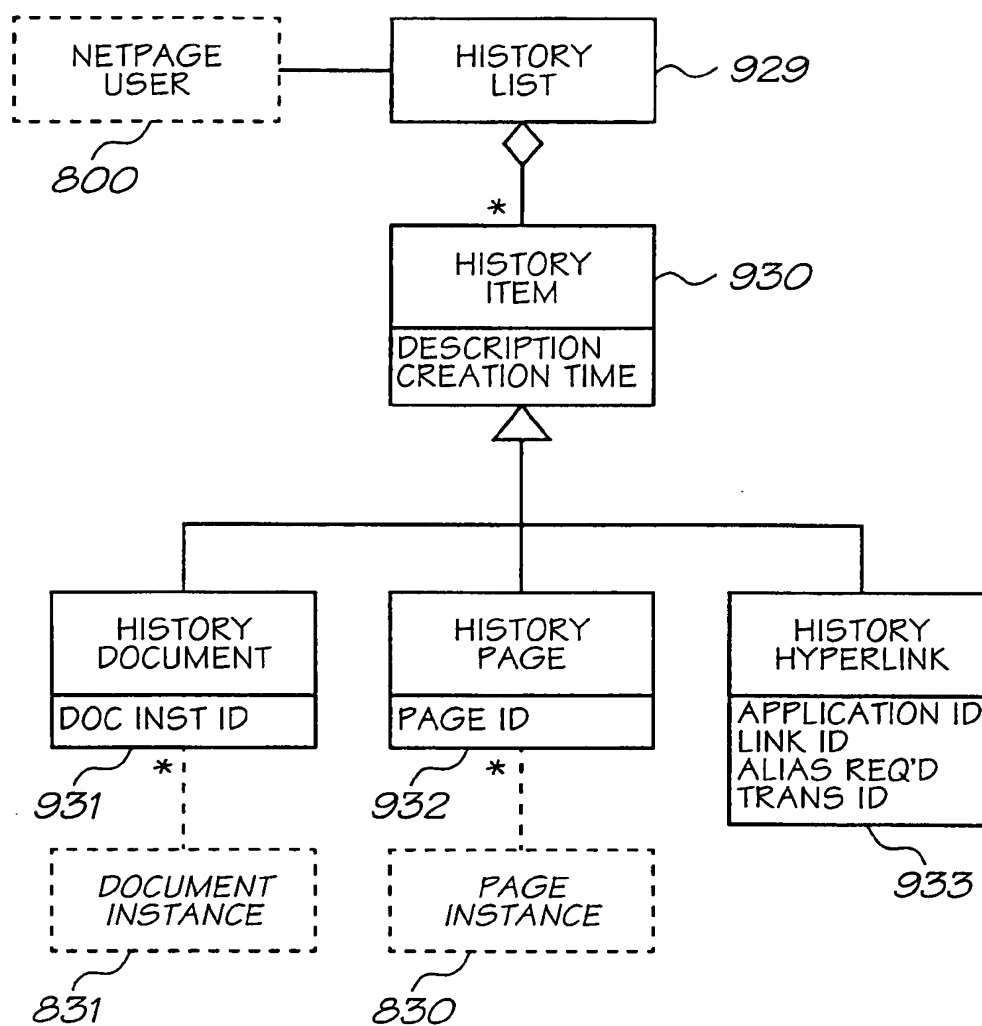 NETPAGE
USER
800
HISTORY
LIST
929
*
HISTORY
ITEM
930
DESCRIPTION
CREATION TIME
HISTORY
DOCUMENT
DOC INST ID
931
*
HISTORY
PAGE
PAGE ID
932
*
HISTORY
HYPERLINK
APPLICATION ID
LINK ID
ALIAS REQ'D
TRANS ID
933
DOCUMENT
INSTANCE
831
PAGE
INSTANCE
830